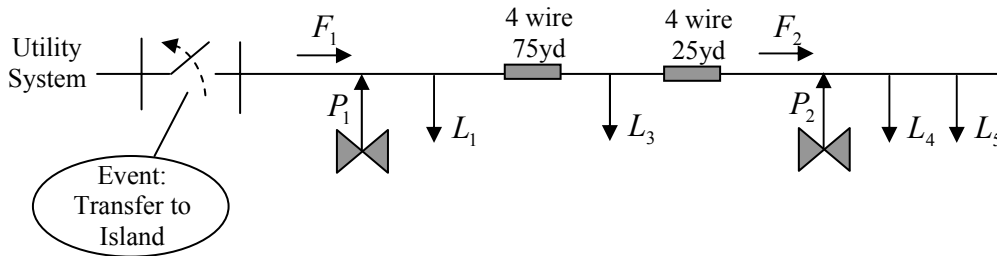 Utility
System
F1
P1
L1
4 wire
75yd
L3
4 wire
25yd
F2
P2
L4
L5
Event:
Transfer to
Island